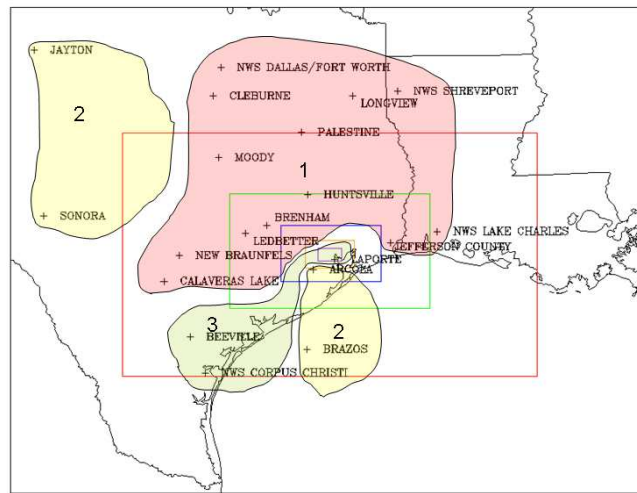 JAYTON
NWS DALLAS/FORT WORTH
CLEBURNE
LONGVIEW
NWS SHREVEPORT
2
PALESTINE
MOODY
1
HUNTSVILLE
SONORA
BRENHAM
LEDBETTER
NWS LAKE CHARLES
JEFFERSON COUNTY
NEW BRAUNFELS
LAPORTE
ARCOLA
CALAVERAS LAKE
3
2
BEEVILLE
BRAZOS
NWS CORPUS CHRISTI